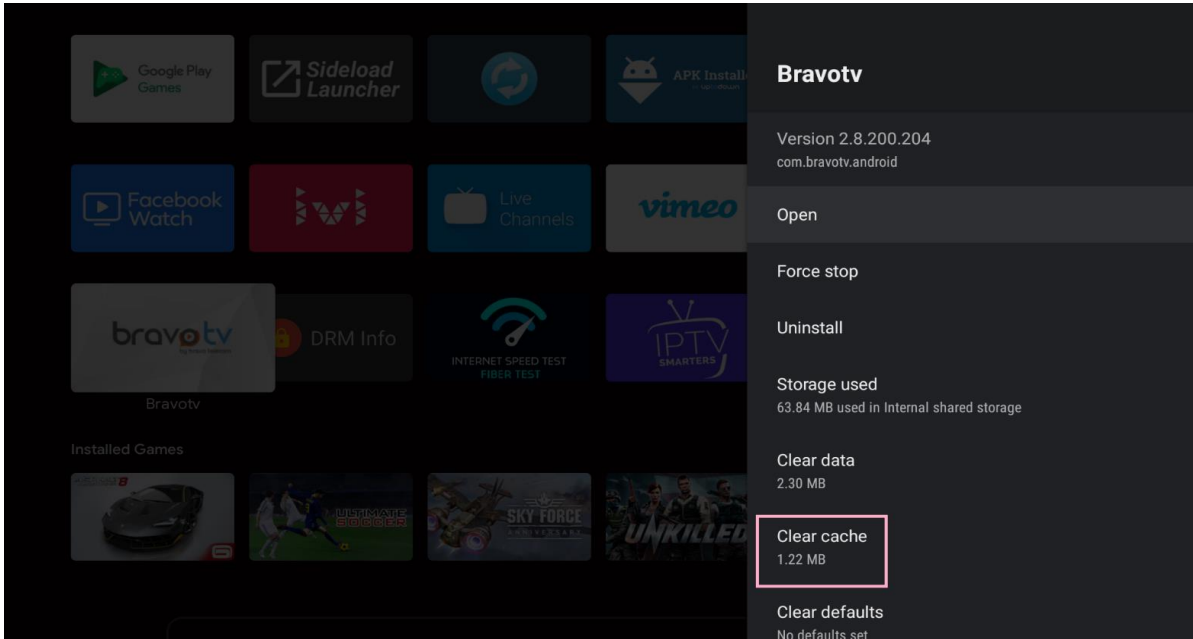 Google Play
Games
Sideload
Launcher
APK Install
Facebook
Watch
ivi
Live
Channels
vimeo
bravotv
DRM Info
INTERNET SPEED TEST
FIBER TEST
IPTV
SMARTERS
Bravotv
Installed Games
ULTIMATE
SOCCER
SKY FORCE
ANNIVERSARY
UNKILLED
Bravotv
Version 2.8.200.204
com.bravotv.android
Open
Force stop
Uninstall
Storage used
63.84 MB used in Internal shared storage
Clear data
2.30 MB
Clear cache
1.22 MB
Clear defaults
No defaults set